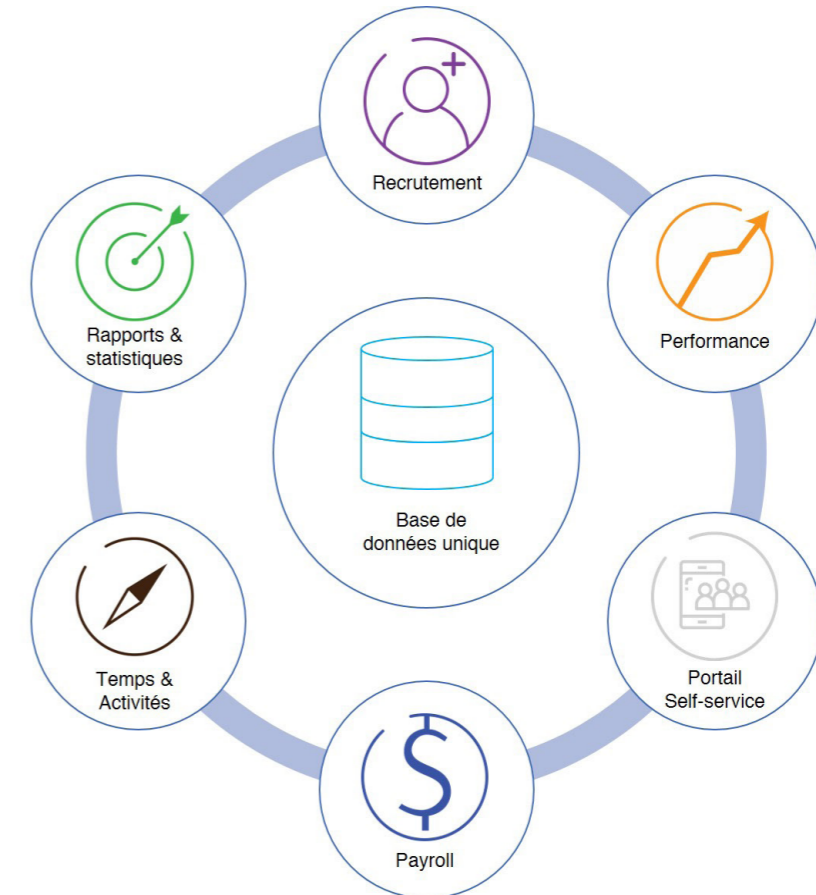 Recrutement
Performance
Portail
Self-service
Payroll
Temps &
Activités
Rapports &
statistiques
Base de
données unique